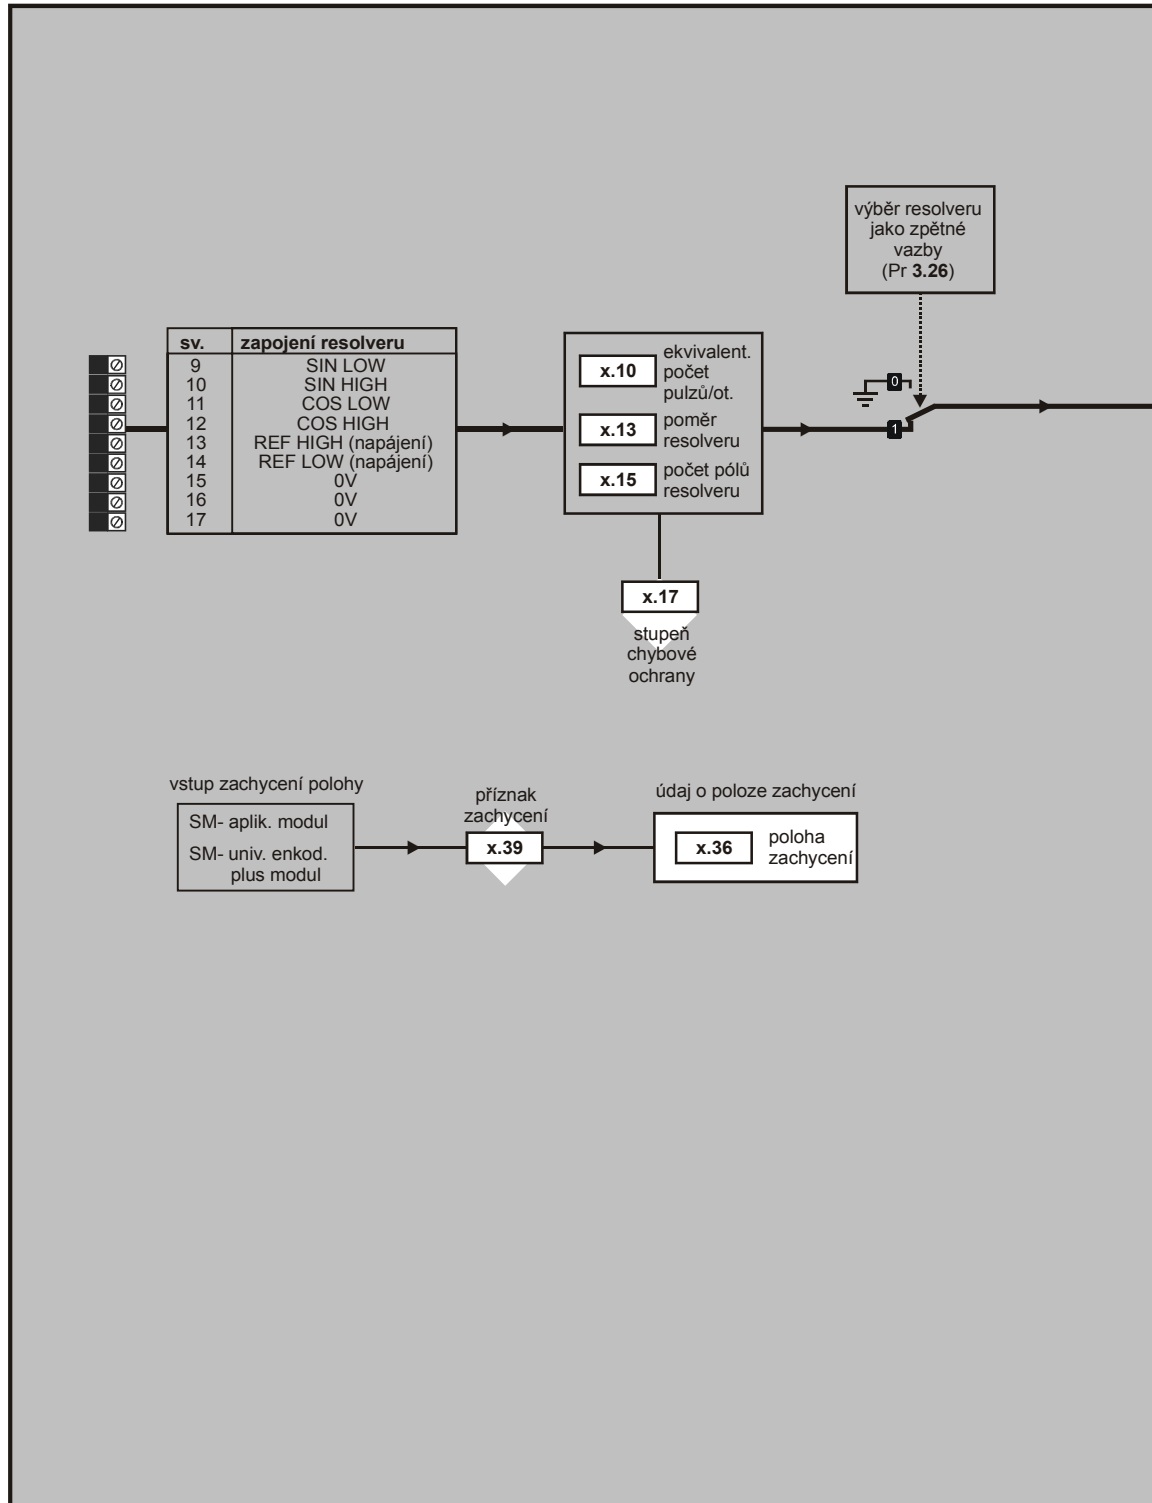 výběr resolveru
jako zpětné
vazby
(Pr 3.26)
sv. zapojení resolveru
9 SIN LOW
10 SIN HIGH
11 COS LOW
12 COS HIGH
13 REF HIGH (napájení)
14 REF LOW (napájení)
15 0V
16 0V
17 0V
x.10 ekvivalent.
počet
pulzů/ot.
x.13 poměr
resolveru
x.15 počet pólů
resolveru
0
1
x.17
stupeň
chybové
ochrany
vstup zachycení polohy
SM- aplik. modul
SM- univ. enkod.
plus modul
příznak
zachycení
x.39
údaj o poloze zachycení
x.36 poloha
zachycení